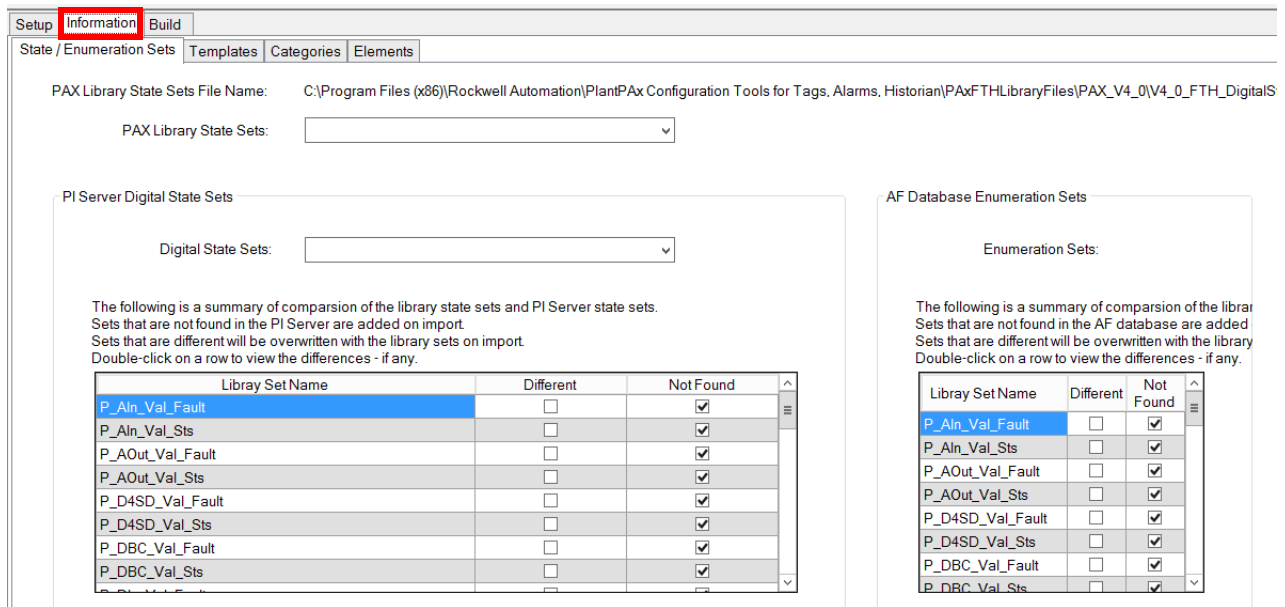 Setup Information Build
State / Enumeration Sets Templates Categories Elements
PAX Library State Sets File Name: C:\Program Files (x86)\Rockwell Automation\PlantPAx Configuration Tools for Tags, Alarms, Historian\PAxFTHLibraryFiles\PAX_V4_0\V4_0_FTH_DigitalS
PAX Library State Sets:
PI Server Digital State Sets
Digital State Sets:
The following is a summary of comparsion of the library state sets and PI Server state sets.
Sets that are not found in the PI Server are added on import.
Sets that are different will be overwritten with the library sets on import.
Double-click on a row to view the differences - if any.
Libray Set Name Different Not Found
P_AIn_Val_Fault
P_AIn_Val_Sts
P_AOut_Val_Fault
P_AOut_Val_Sts
P_D4SD_Val_Fault
P_D4SD_Val_Sts
P_DBC_Val_Fault
P_DBC_Val_Sts
AF Database Enumeration Sets
Enumeration Sets:
The following is a summary of comparsion of the librar
Sets that are not found in the AF database are added
Sets that are different will be overwritten with the library
Double-click on a row to view the differences - if any.
Libray Set Name Different Not Found
P_AIn_Val_Fault
P_AIn_Val_Sts
P_AOut_Val_Fault
P_AOut_Val_Sts
P_D4SD_Val_Fault
P_D4SD_Val_Sts
P_DBC_Val_Fault
P_DBC_Val_Sts